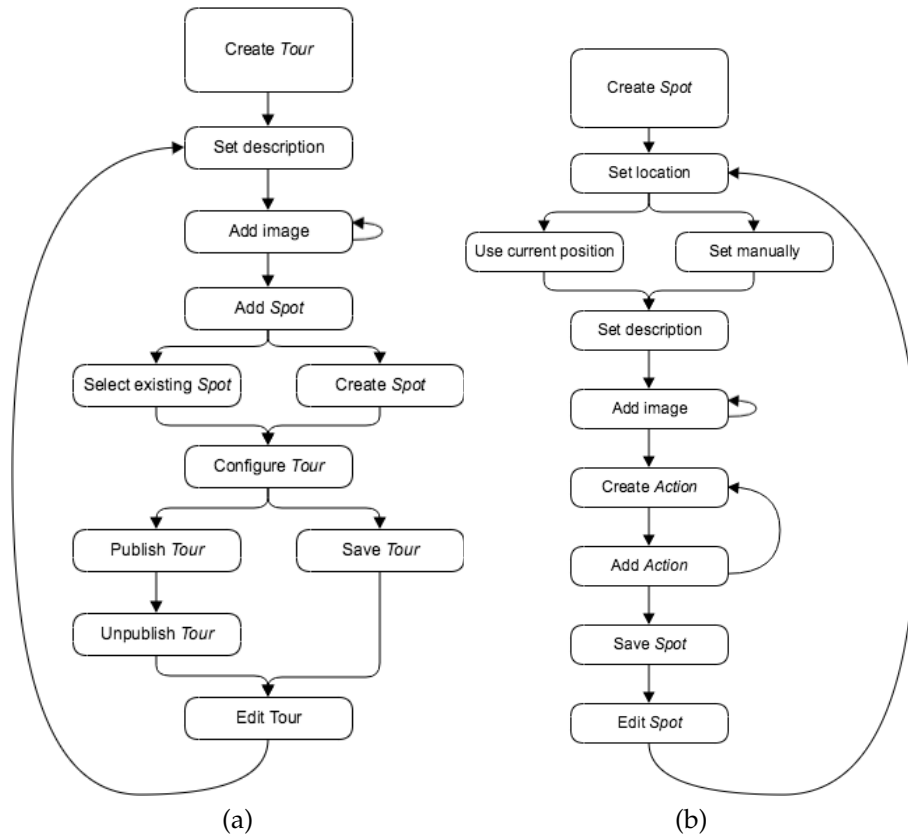 Create Tour
Set description
Add image
Add Spot
Select existing Spot
Create Spot
Configure Tour
Publish Tour
Save Tour
Unpublish Tour
Edit Tour
(a)
Create Spot
Set location
Use current position
Set manually
Set description
Add image
Create Action
Add Action
Save Spot
Edit Spot
(b)